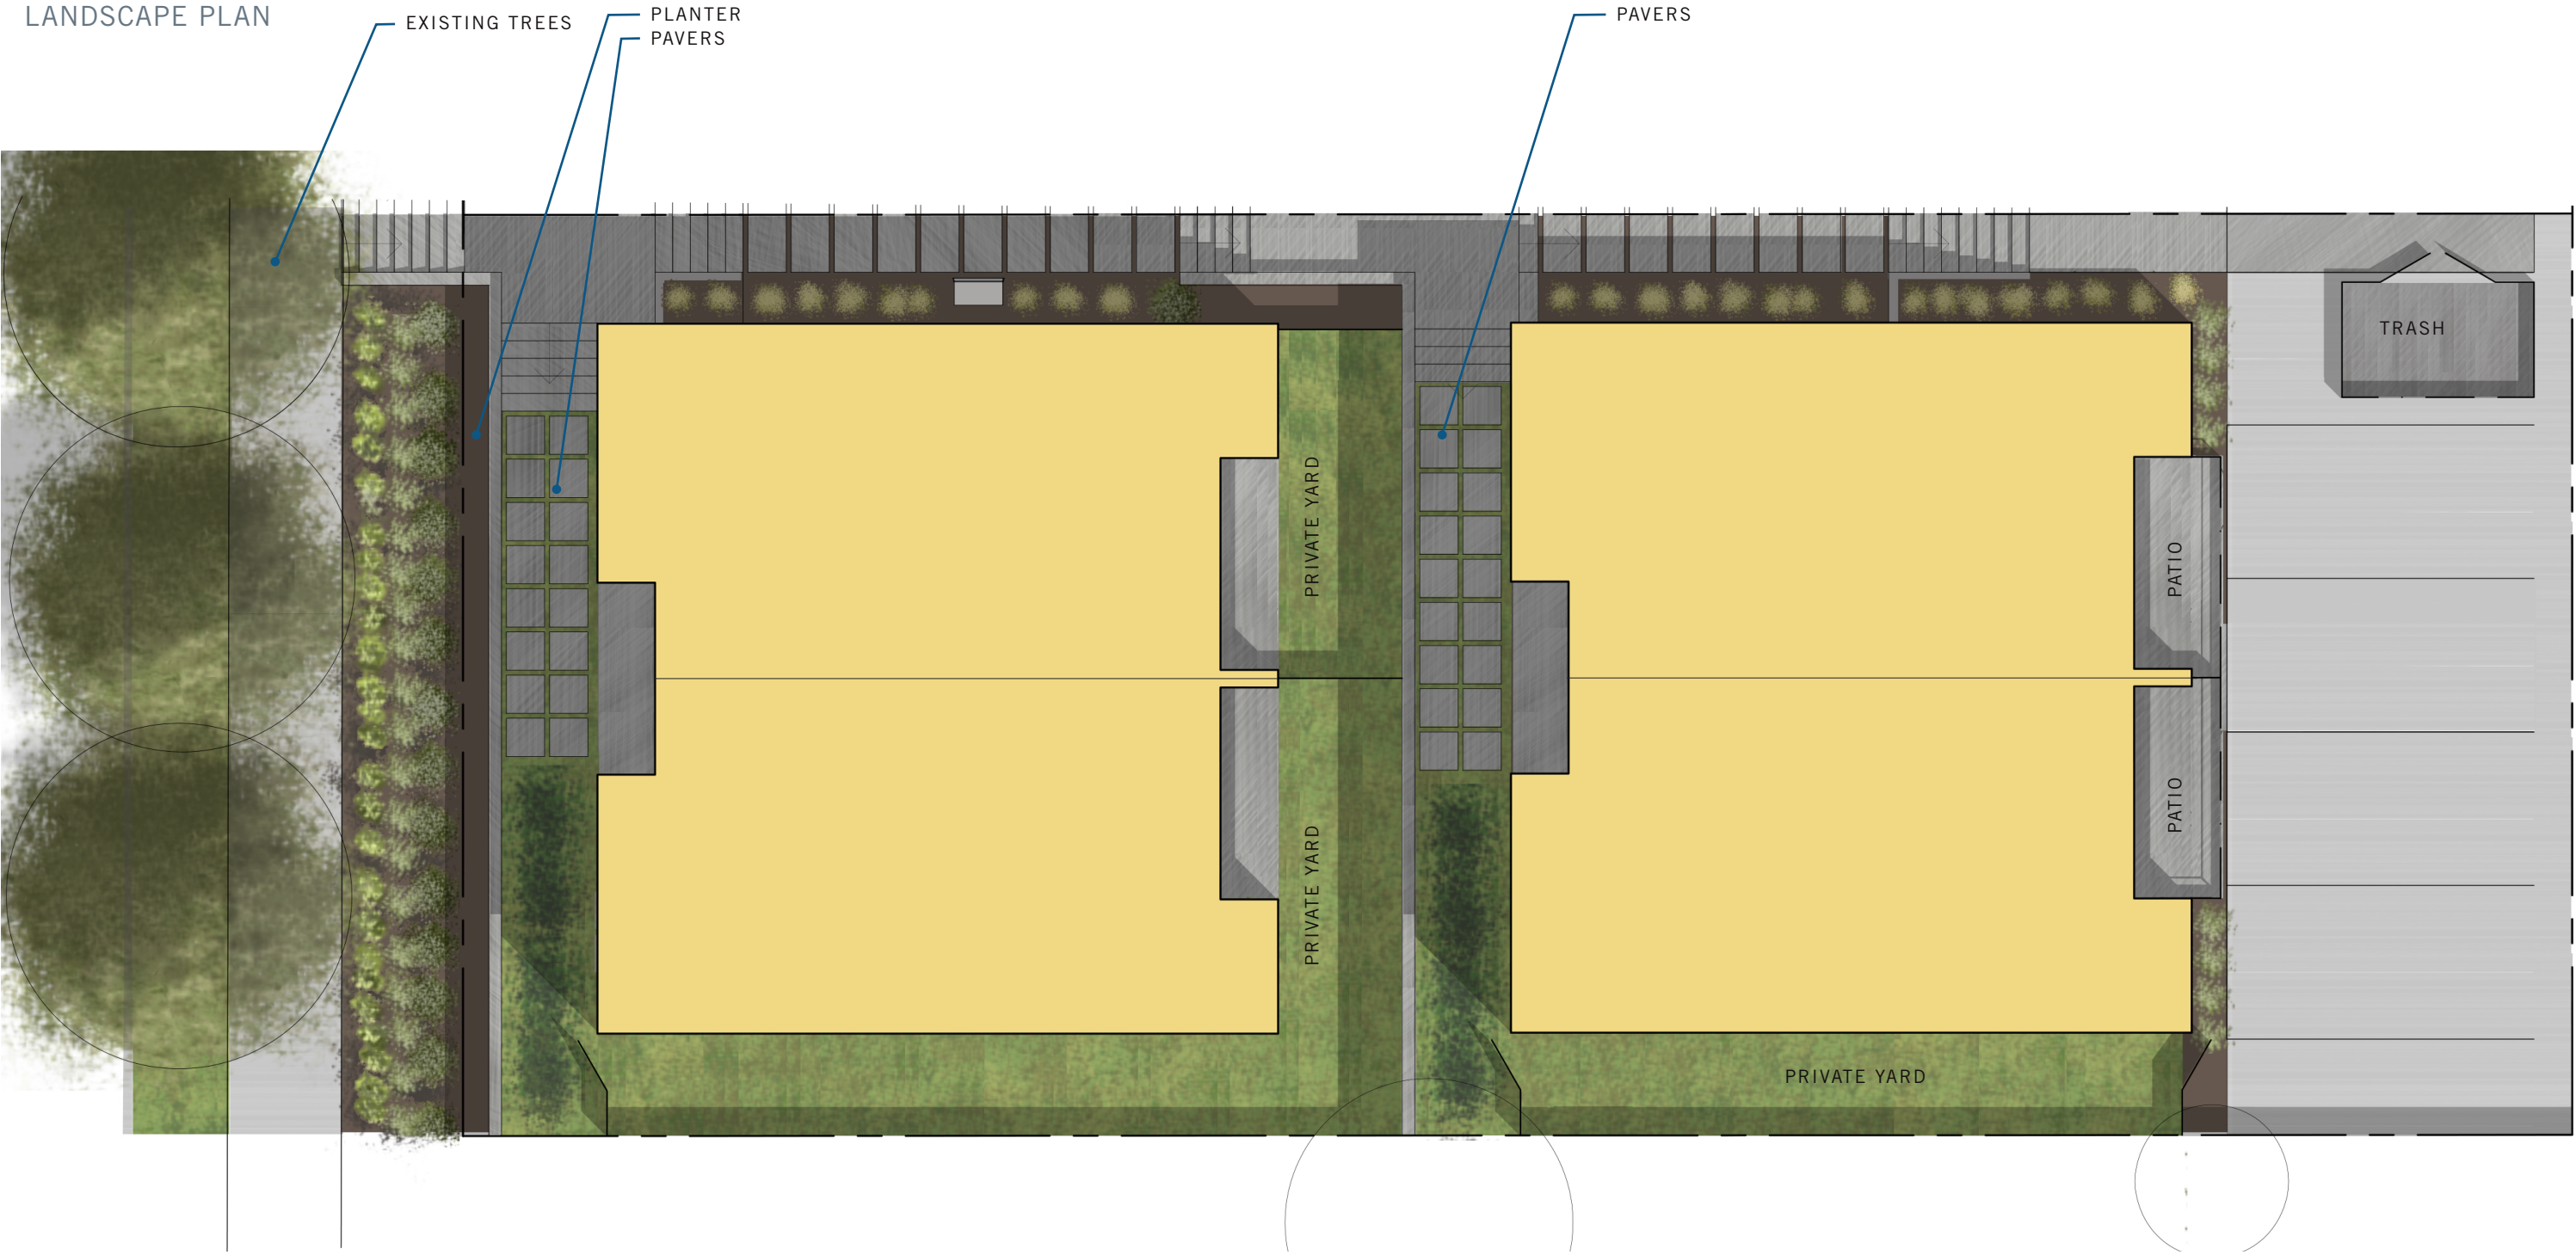 LANDSCAPE PLAN
EXISTING TREES
PLANTER
PAVERS
PAVERS
TRASH
PRIVATE YARD
PATIO
PATIO
PRIVATE YARD
PRIVATE YARD